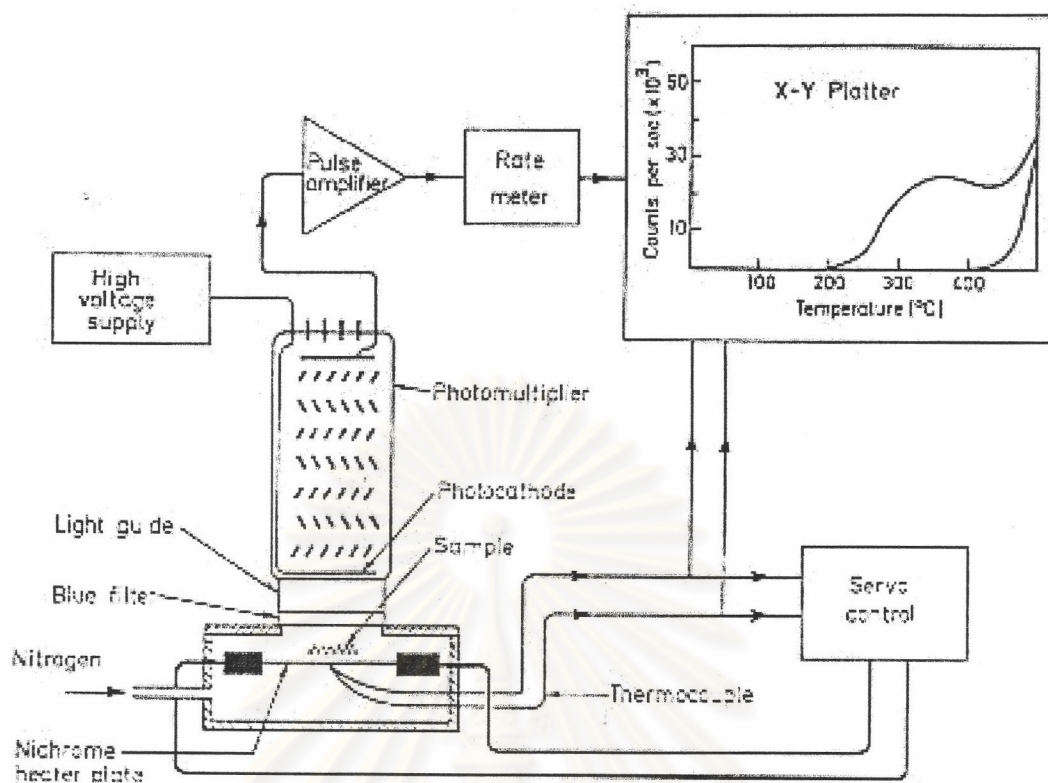 Counts per sec (x10³)
50
30
10
X-Y Platter
100
200
300
400
Temperature (°C)
Pulse
amplifier
Rate
meter
High
voltage
supply
Photomultiplier
Photocathode
Light guide
Sample
Blue filter
Servo
control
Nitrogen
Thermocouple
Nichrome
heater plate